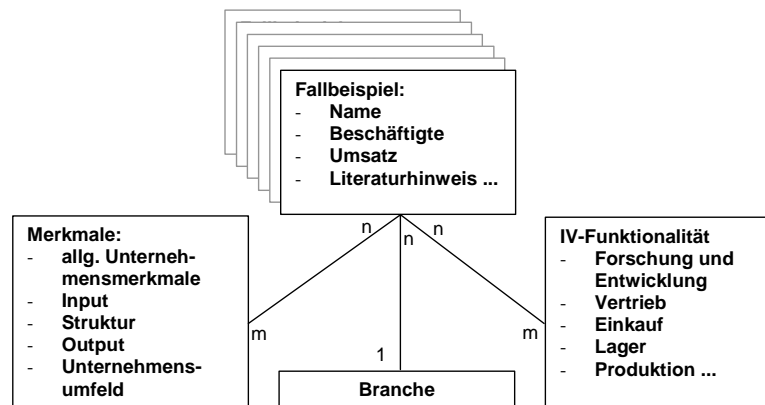 Fallbeispiel:
- Name
- Beschäftigte
- Umsatz
- Literaturhinweis ...
n
n
n
Merkmale:
- allg. Unterneh-
mensmerkmale
- Input
- Struktur
- Output
- Unternehmens-
umfeld
m
1
m
Branche
IV-Funktionalität
- Forschung und
Entwicklung
- Vertrieb
- Einkauf
- Lager
- Produktion ...